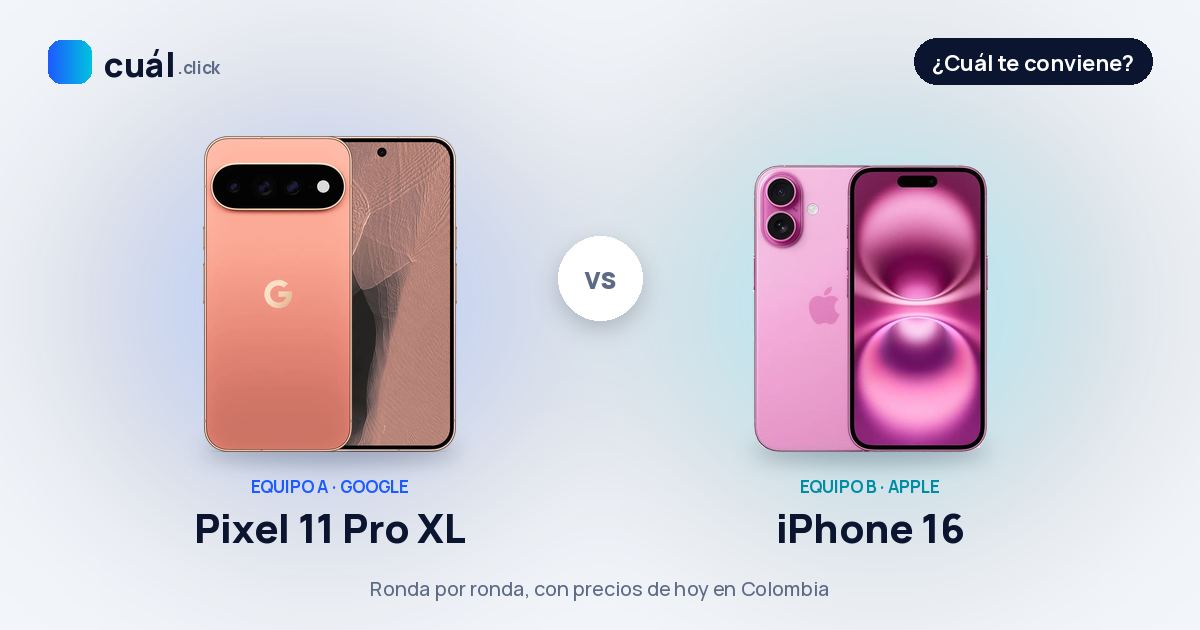 cuál.click
¿Cuál te conviene?
G
vs
EQUIPO A · GOOGLE
EQUIPO B · APPLE
Pixel 11 Pro XL
iPhone 16
Ronda por ronda, con precios de hoy en Colombia